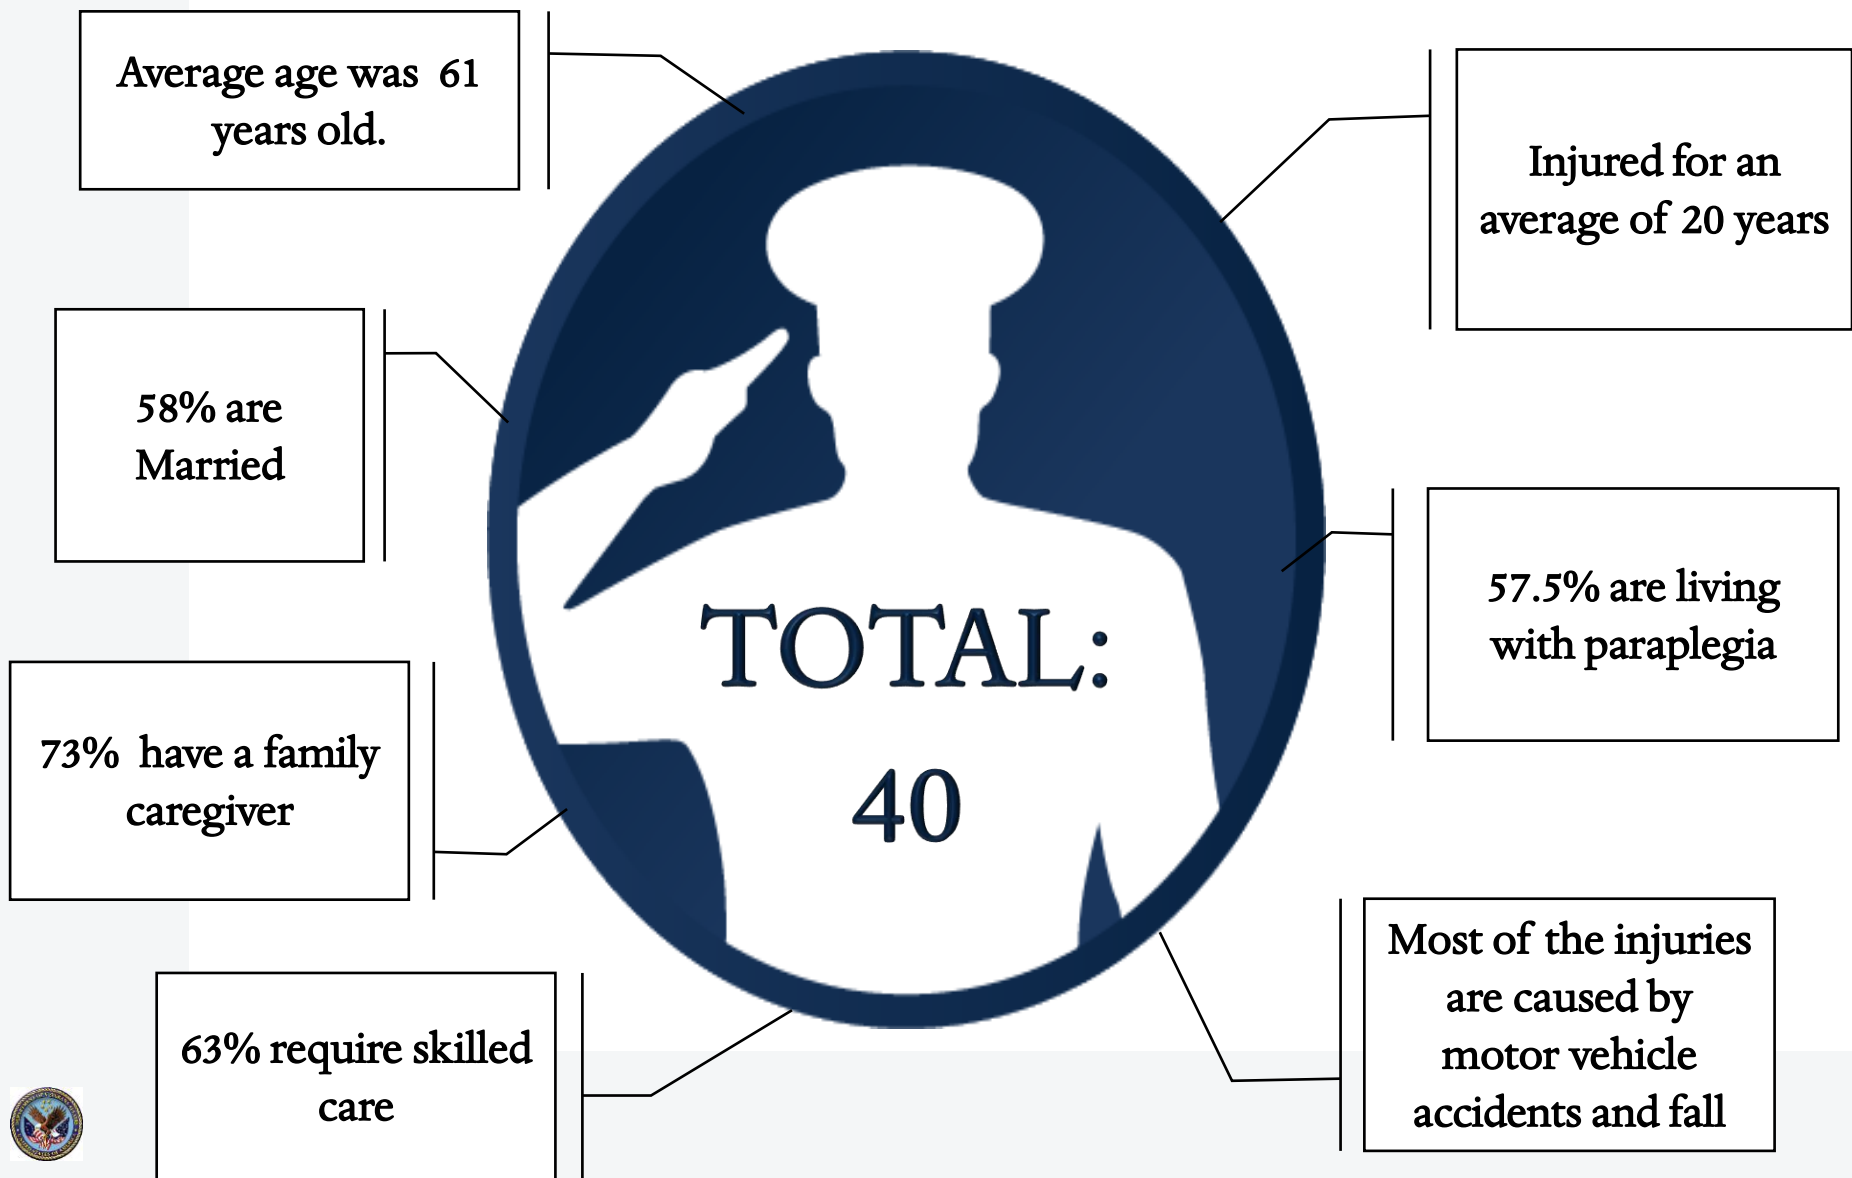 Average age was 61
years old.
Injured for an
average of 20 years
58% are
Married
57.5% are living
with paraplegia
TOTAL:
40
73% have a family
caregiver
Most of the injuries
are caused by
motor vehicle
accidents and fall
63% require skilled
care